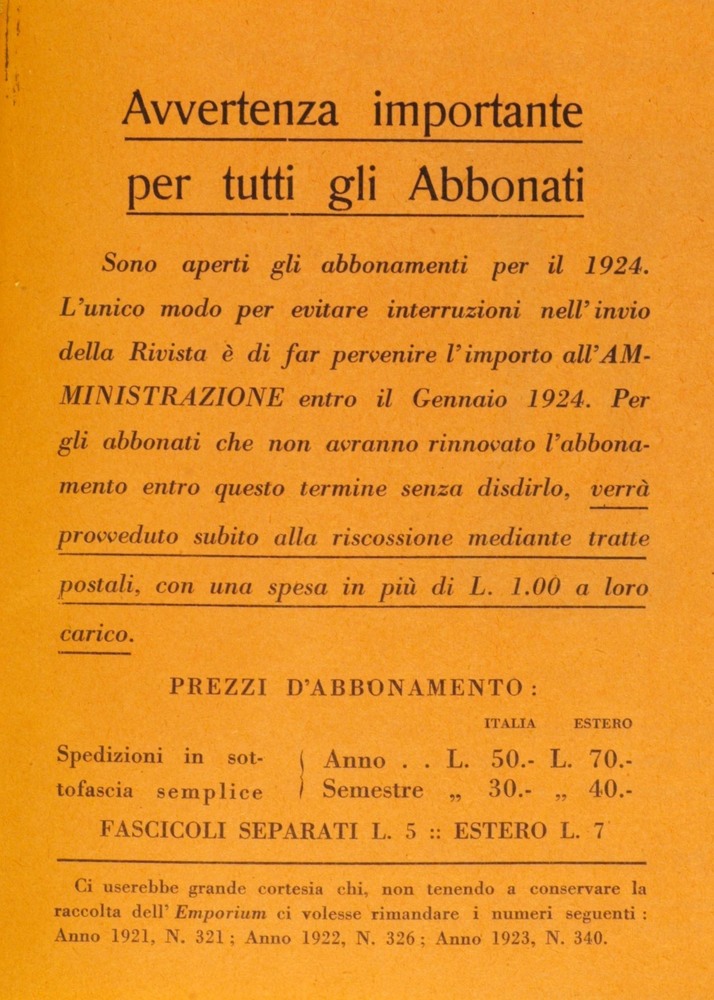 Avvertenza importante
per tutti gli Abbonati
Sono aperti gli abbonamenti per il 1924.
L'unico modo per evitare interruzioni nell'invio
della Rivista è di far pervenire l'importo all'AM-
MINISTRAZIONE entro il Gennaio 1924. Per
gli abbonati che non avranno rinnovato l'abbona-
mento entro questo termine senza disdirlo, verrà
provveduto subito alla riscossione mediante tratte
postali, con una spesa in più di L. 1.00 a loro
carico.
PREZZI D'ABBONAMENTO :
ITALIA ESTERO
Spedizioni in sot- { Anno . . L. 50.- L. 70.-
tofascia semplice Semestre „ 30.- „ 40.-
FASCICOLI SEPARATI L. 5 :: ESTERO L. 7
Ci userebbe grande cortesia chi, non tenendo a conservare la
raccolta dell' Emporium ci volesse rimandare i numeri seguenti :
Anno 1921, N. 321 ; Anno 1922, N. 326 ; Anno 1923, N. 340.